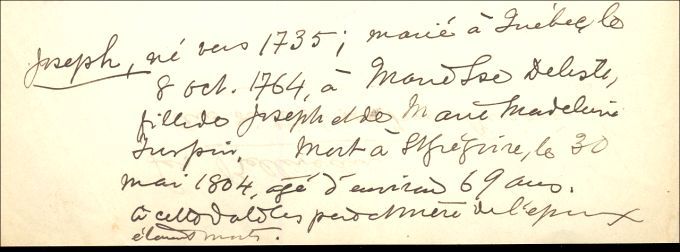 Joseph, né vers 1735; marié à Québec, le
8 oct. 1764, à Marie Lse Delisle,
fille de Joseph et de Marie Madeleine
Turpin. Mort à St Grégoire, le 30
mai 1804, agé d'environ 69 ans.
à cette date les père et mère de l'époux
étaient morts.